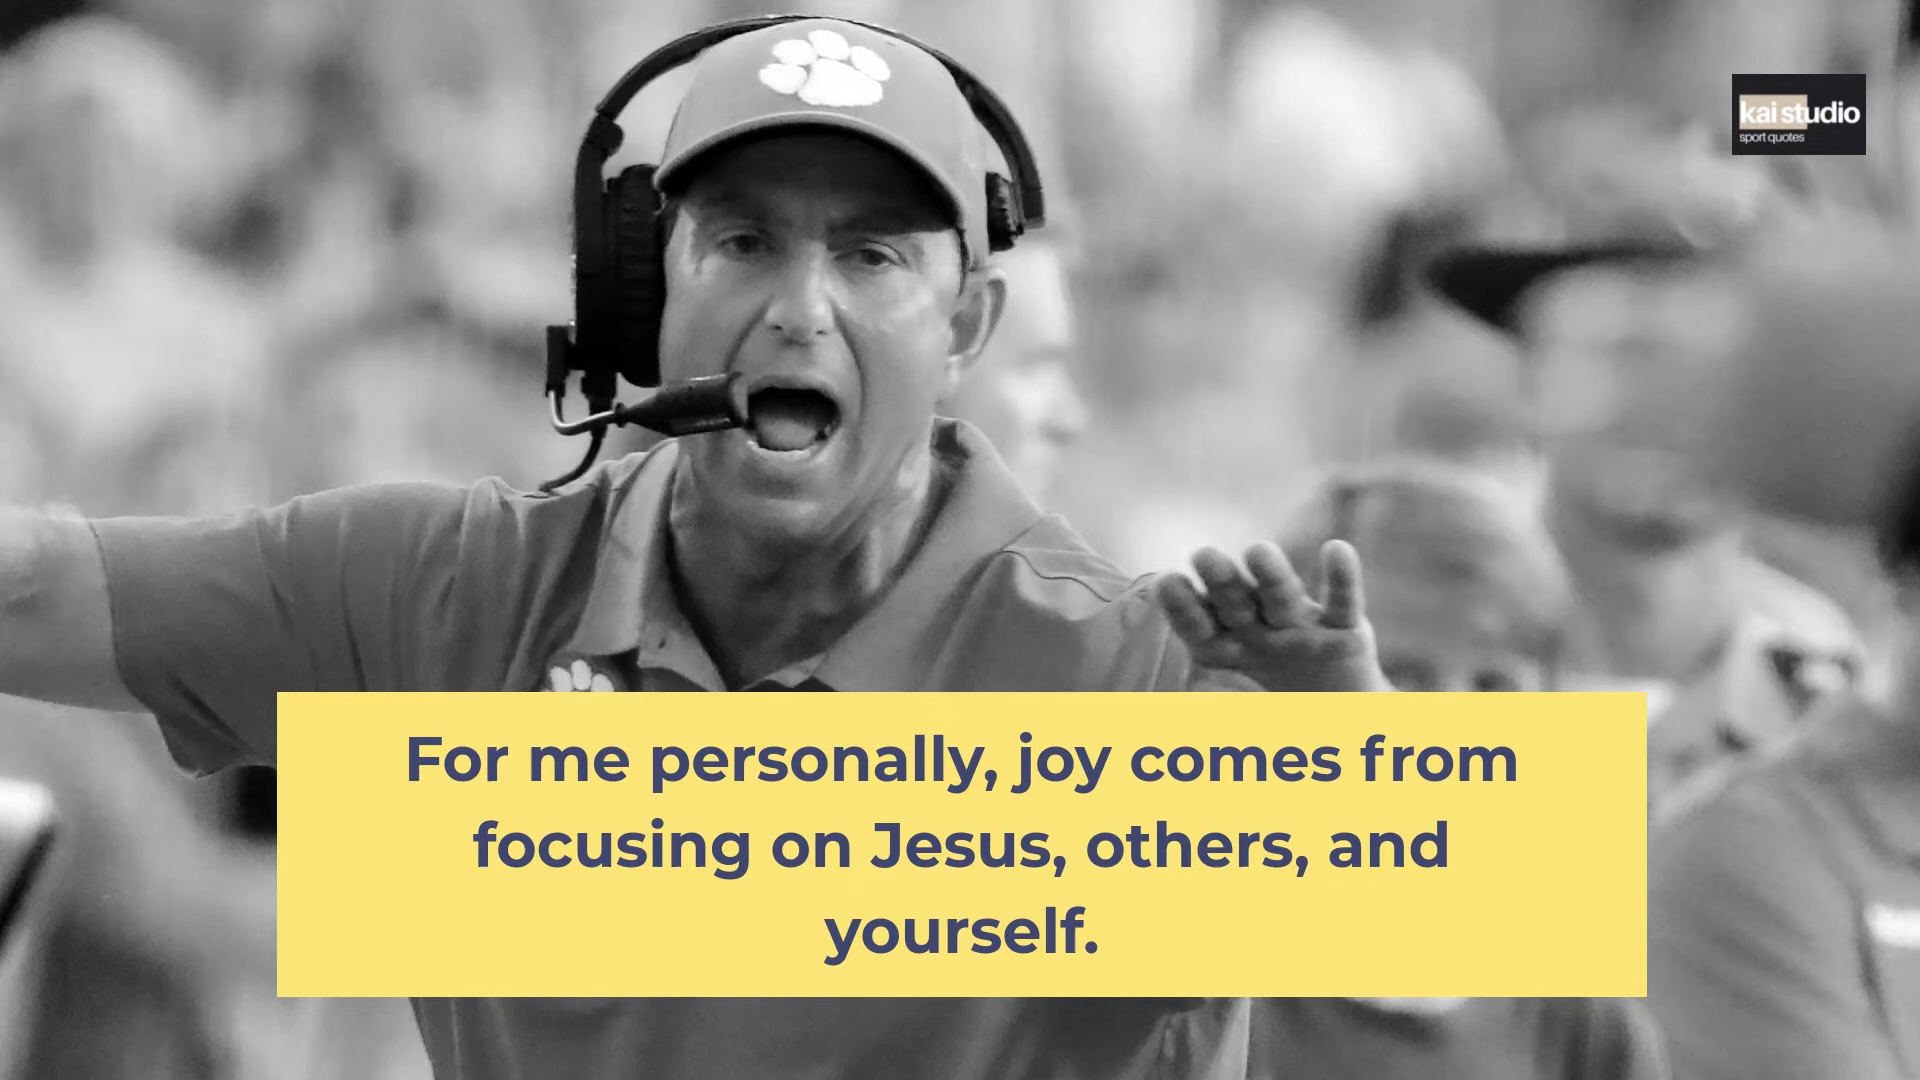 kai studio
sport quotes
For me personally, joy comes from
focusing on Jesus, others, and
yourself.